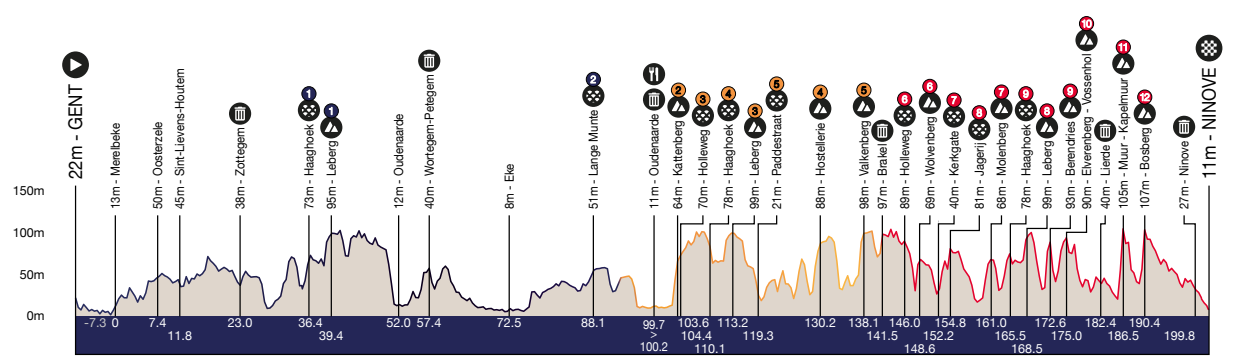 22m - GENT
13m - Merelbeke
50m - Oosterzele
45m - Sint-Lievens-Houtem
38m - Zottegem
1
73m - Haaghoek
1
95m - Leberg
12m - Oudenaarde
40m - Wortegem-Petegem
8m - Eke
2
51m - Lange Munte
11m - Oudenaarde
2
64m - Kattenberg
3
70m - Holleweg
4
78m - Haaghoek
3
99m - Leberg
5
21m - Paddestraat
4
88m - Hostellerie
5
98m - Valkenberg
97m - Brakel
6
89m - Holleweg
6
69m - Wolvenberg
7
40m - Kerkgate
8
81m - Jagerij
7
68m - Molenberg
9
78m - Haaghoek
8
99m - Leberg
9
93m - Berendries
10
90m - Elverenberg - Vossenhol
40m - Lierde
11
105m - Muur - Kapelmuur
12
107m - Bosberg
27m - Ninove
11m - NINOVE
150m
100m
50m
0m
-7.3 0 7.4 23.0 36.4 52.0 57.4 72.5 88.1 99.7 103.6 113.2 130.2 138.1 146.0 154.8 161.0 172.6 182.4 190.4
11.8 39.4 > 104.4 119.3 141.5 152.2 165.5 175.0 186.5 199.8
100.2 110.1 148.6 168.5